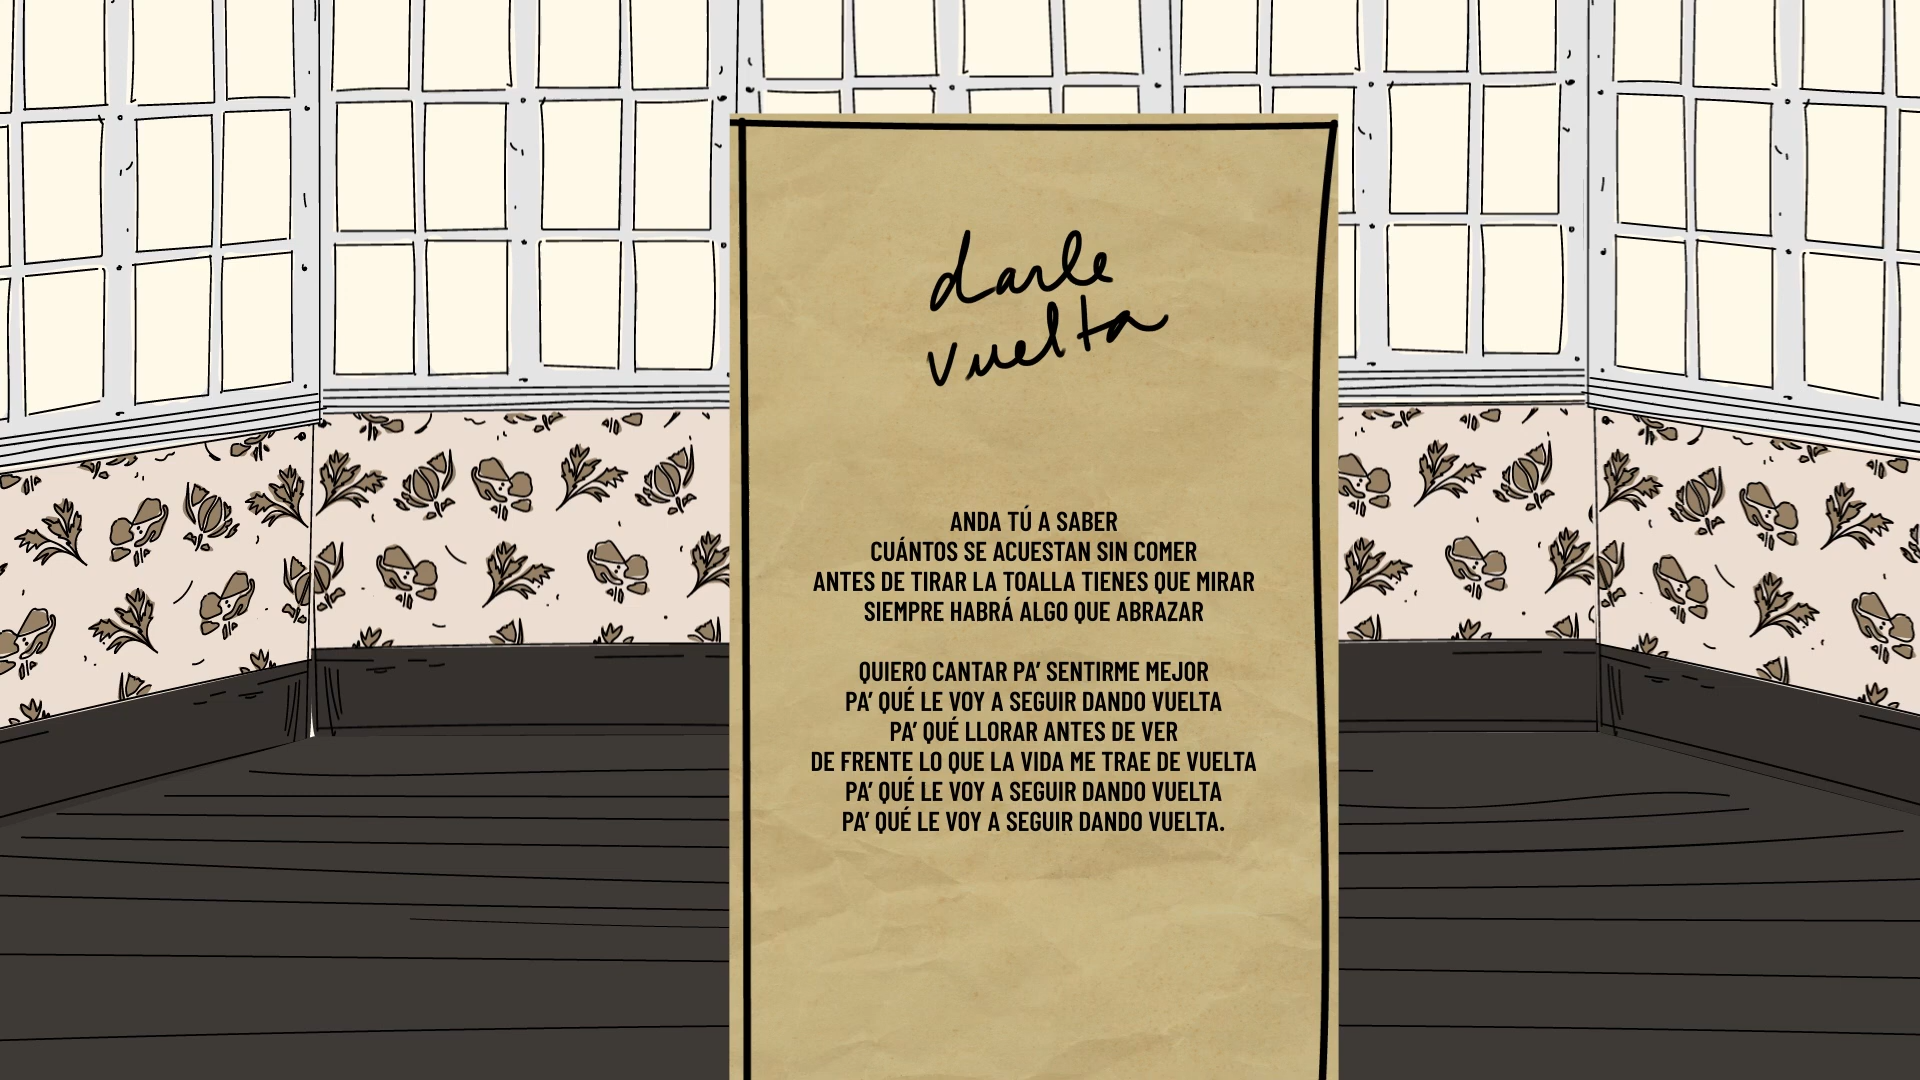 darle
vuelta
ANDA TÚ A SABER
CUÁNTOS SE ACUESTAN SIN COMER
ANTES DE TIRAR LA TOALLA TIENES QUE MIRAR
SIEMPRE HABRÁ ALGO QUE ABRAZAR
QUIERO CANTAR PA’ SENTIRME MEJOR
PA’ QUÉ LE VOY A SEGUIR DANDO VUELTA
PA’ QUÉ LLORAR ANTES DE VER
DE FRENTE LO QUE LA VIDA ME TRAE DE VUELTA
PA’ QUÉ LE VOY A SEGUIR DANDO VUELTA
PA’ QUÉ LE VOY A SEGUIR DANDO VUELTA.